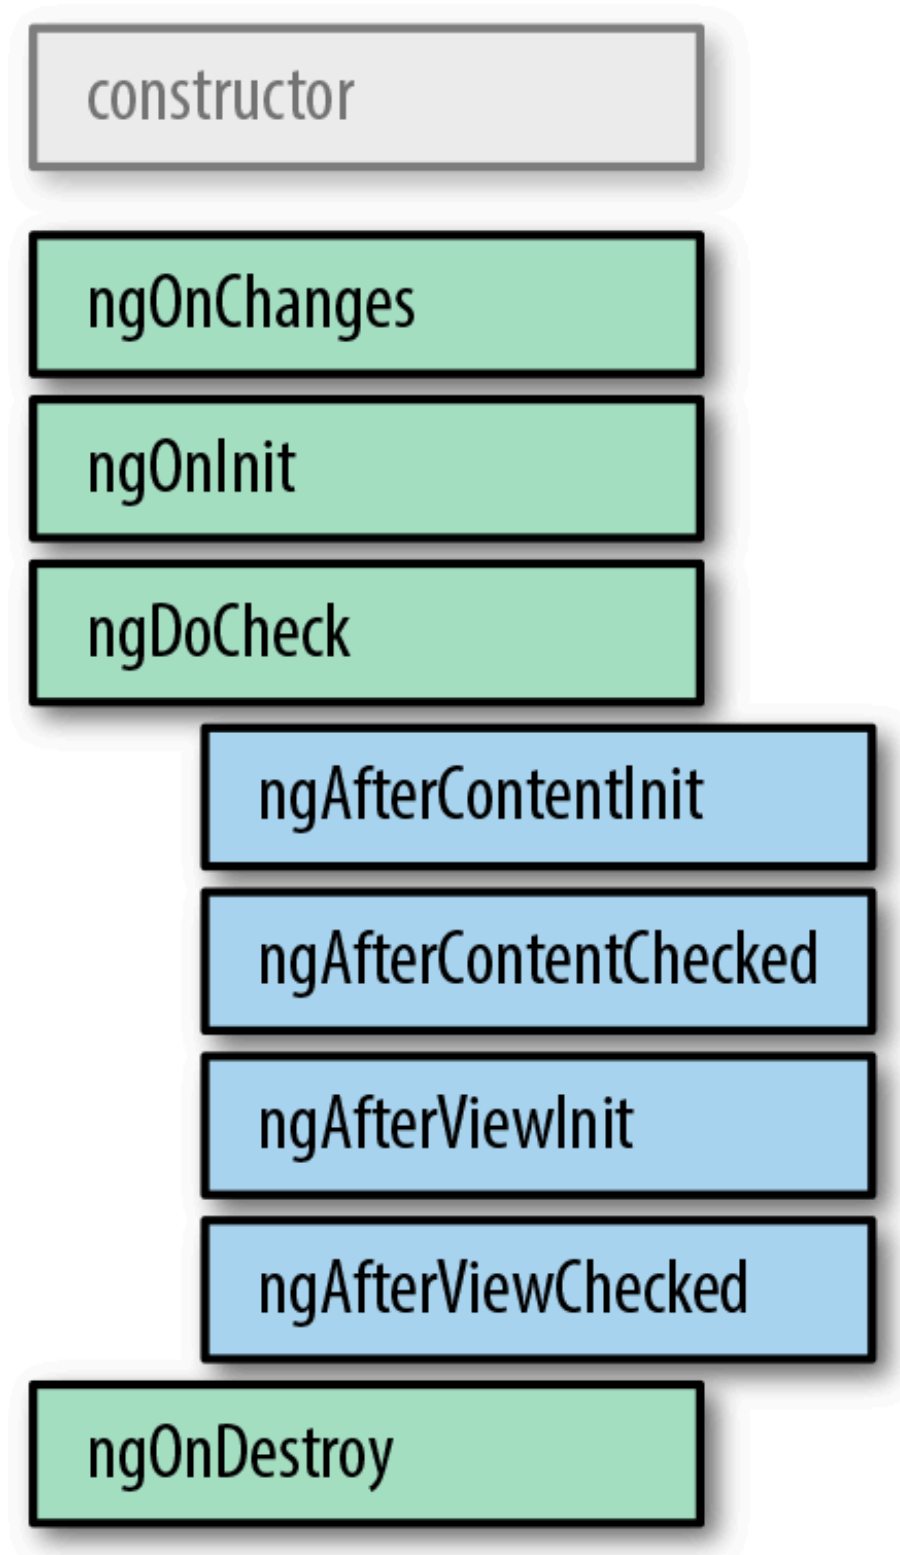 constructor
ngOnChanges
ngOnInit
ngDoCheck
ngAfterContentInit
ngAfterContentChecked
ngAfterViewInit
ngAfterViewChecked
ngOnDestroy